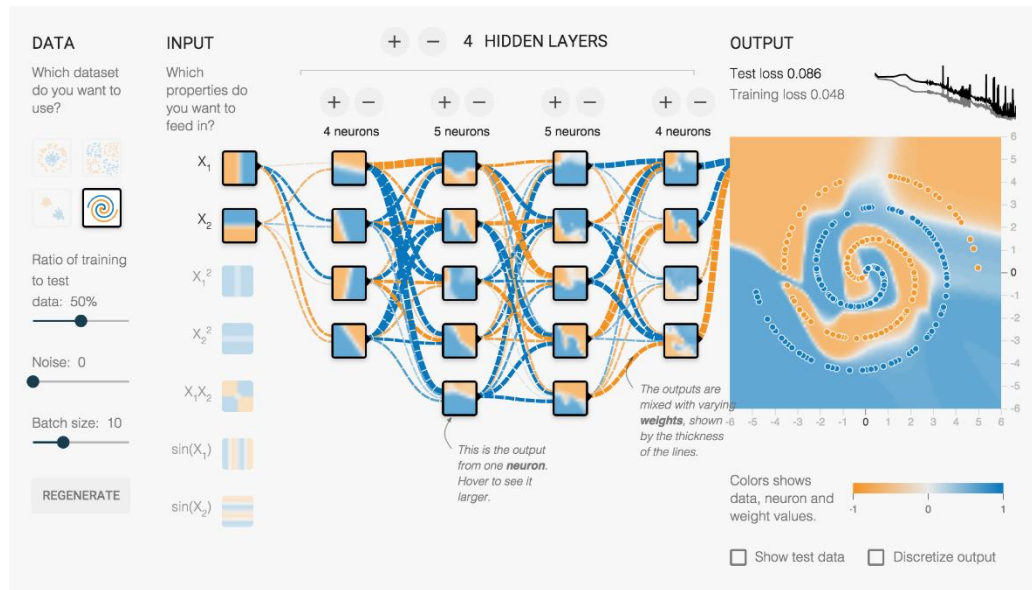 DATA
Which dataset
do you want to
use?
Ratio of training
to test
data: 50%
Noise: 0
Batch size: 10
REGENERATE
INPUT
Which
properties do
you want to
feed in?
X1
X2
X1²
X2²
X1X2
sin(X1)
sin(X2)
+ − 4 HIDDEN LAYERS
+ − + − + − + −
4 neurons 5 neurons 5 neurons 4 neurons
This is the output
from one neuron.
Hover to see it
larger.
The outputs are
mixed with varying
weights, shown
by the thickness
of the lines.
OUTPUT
Test loss 0.086
Training loss 0.048
6
5
4
3
2
1
0
-1
-2
-3
-4
-5
-6
-6 -5 -4 -3 -2 -1 0 1 2 3 4 5 6
Colors shows
data, neuron and
weight values.
-1 0 1
Show test data Discretize output